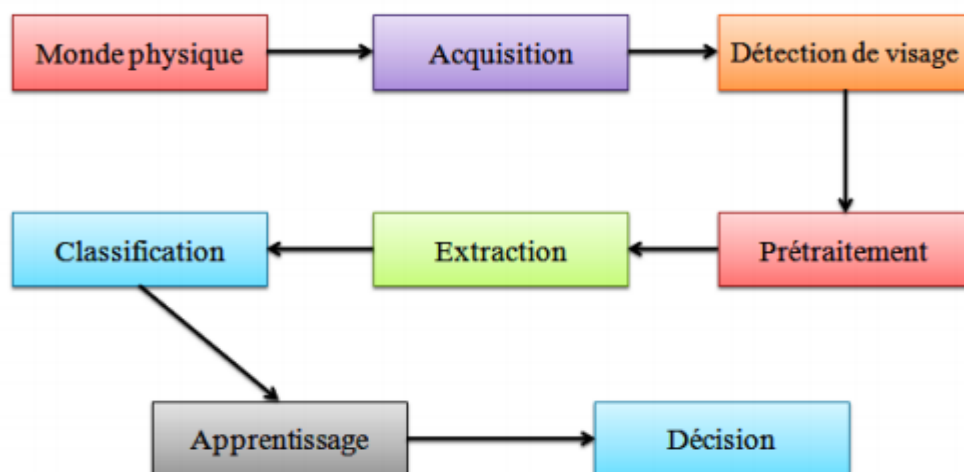 Monde physique
Acquisition
Détection de visage
Prétraitement
Extraction
Classification
Apprentissage
Décision